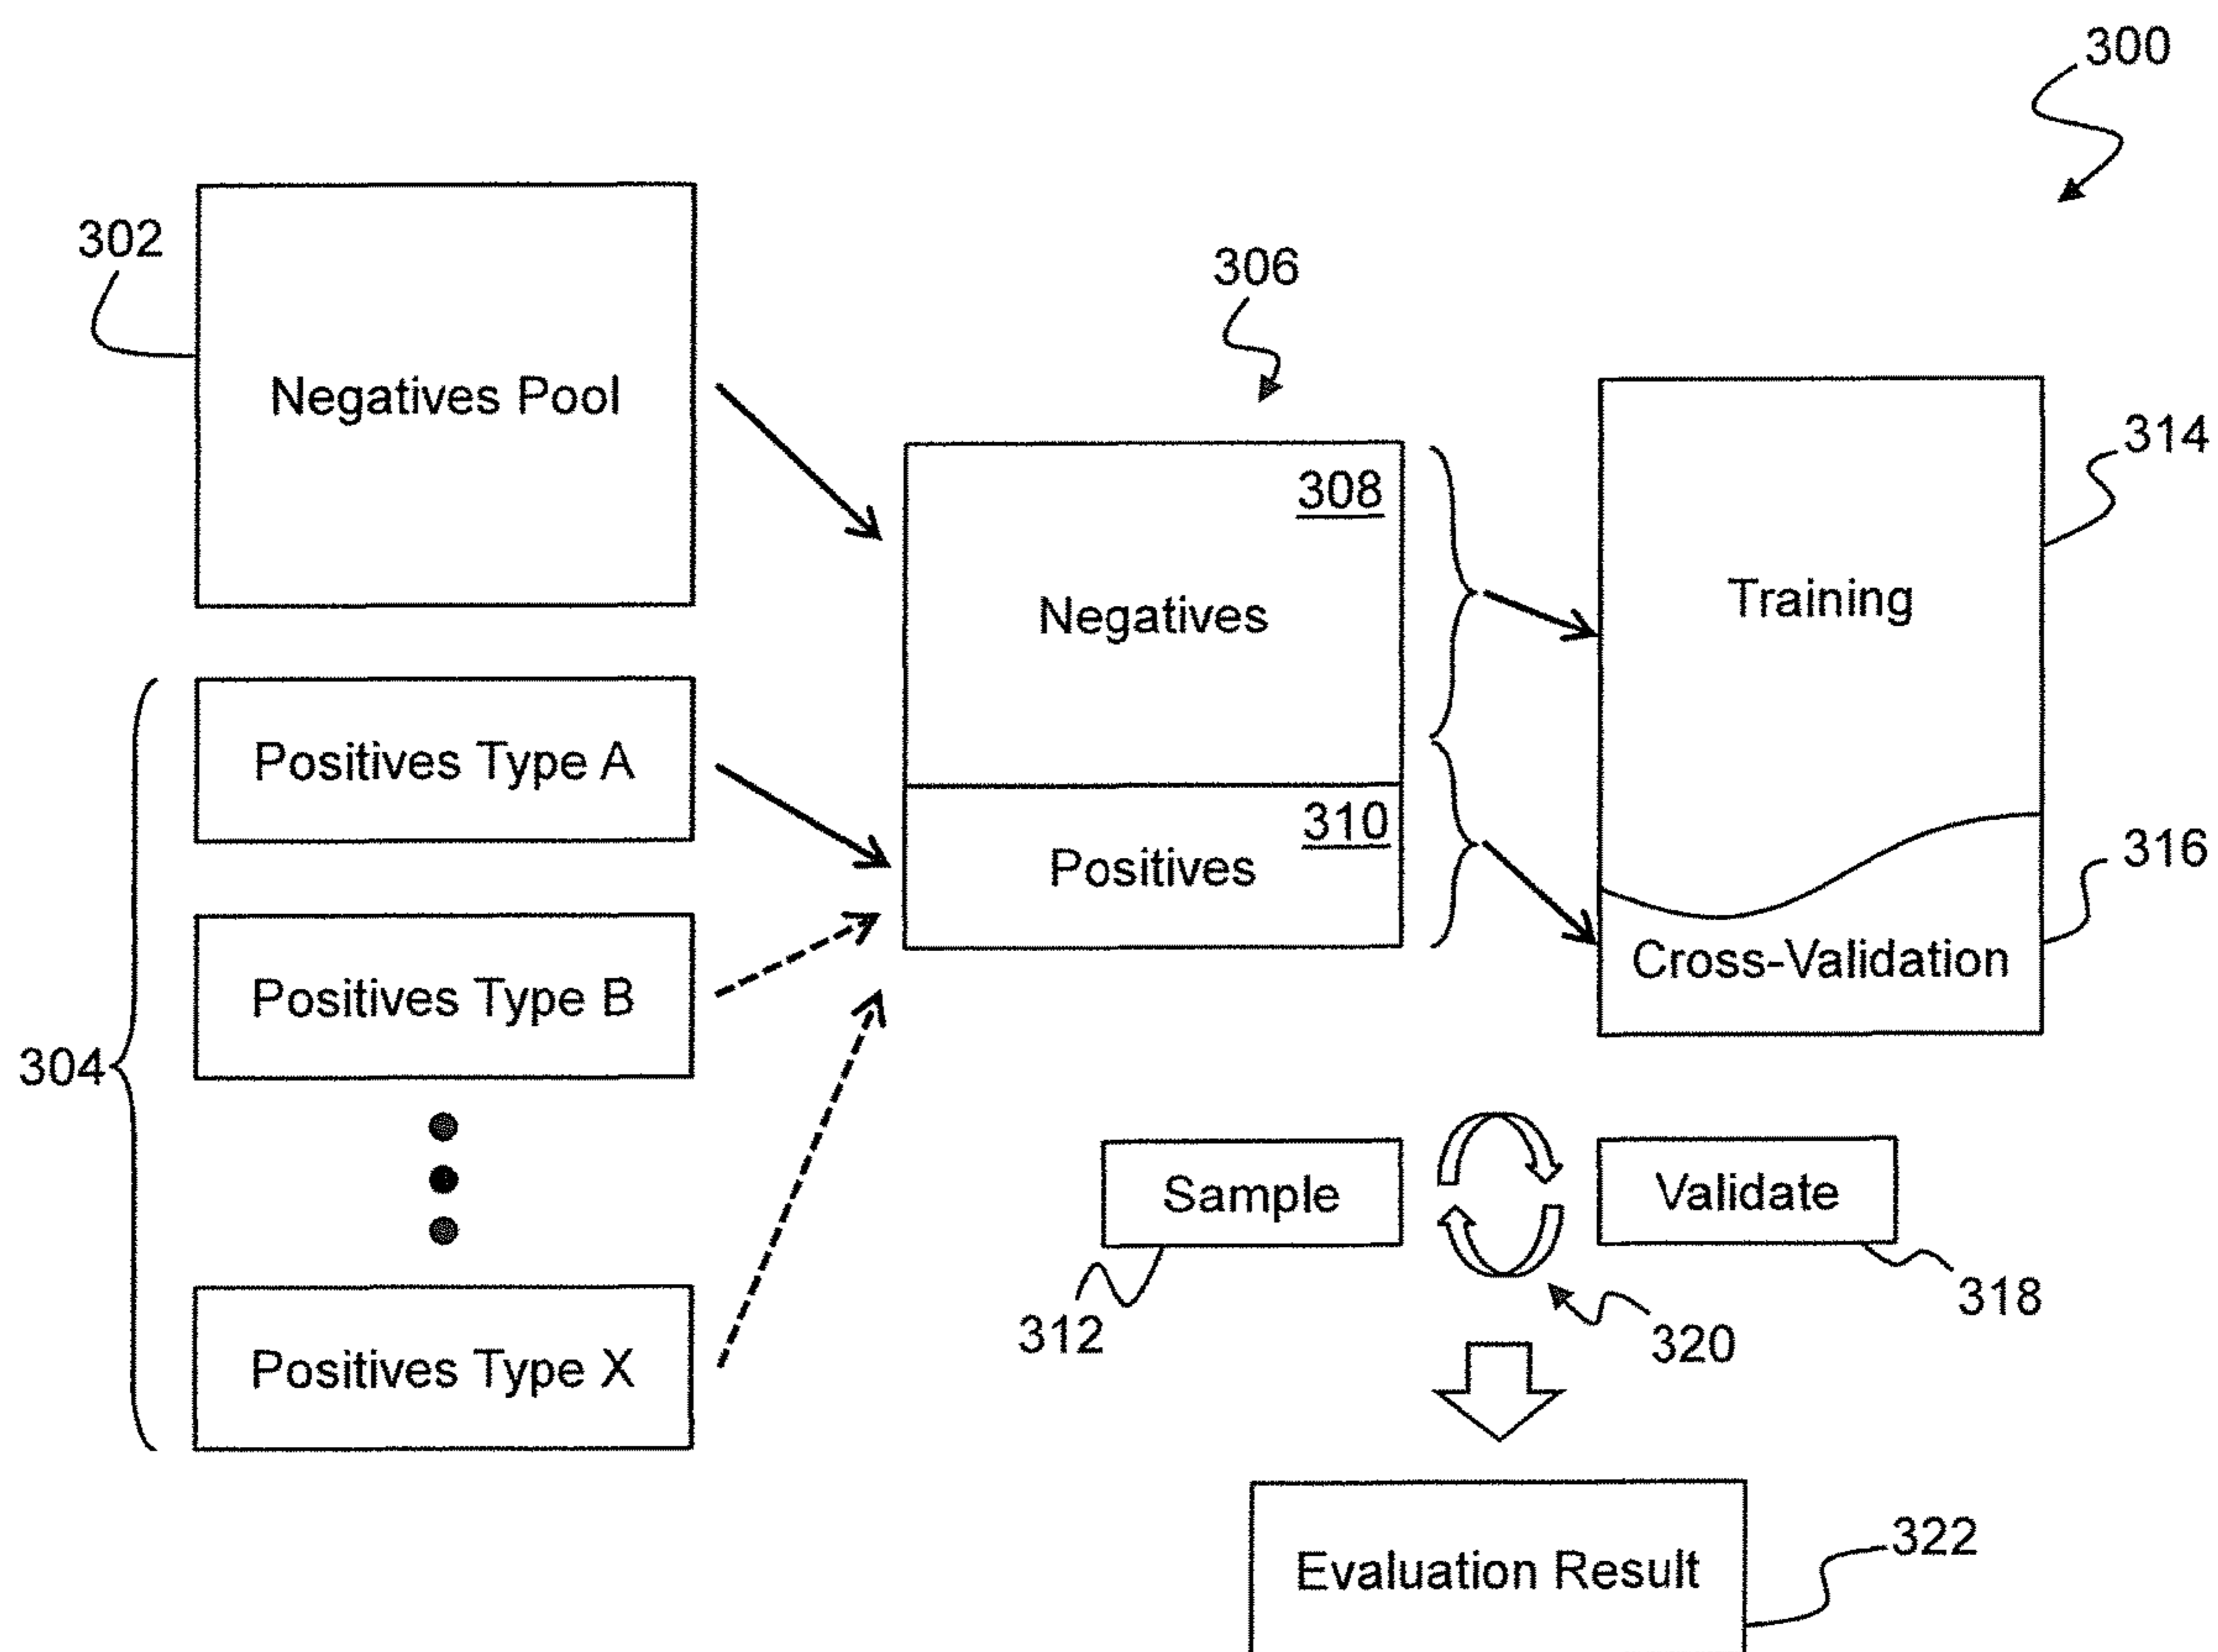 300
302
306
Negatives Pool
314
308
Training
Negatives
Positives Type A
310
316
Positives
Cross-Validation
Positives Type B
304
Sample
Validate
318
312
320
Positives Type X
322
Evaluation Result